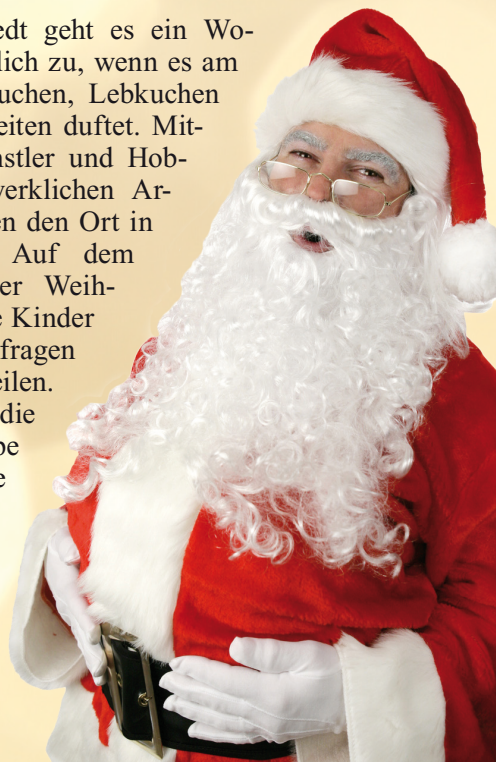 edt geht es ein Wo-
lich zu, wenn es am
uchen, Lebkuchen
eiten duftet. Mit-
nstler und Hob-
verklichen Ar-
en den Ort in
Auf dem
er Weih-
e Kinder
fragen
eilen.
die
be
e